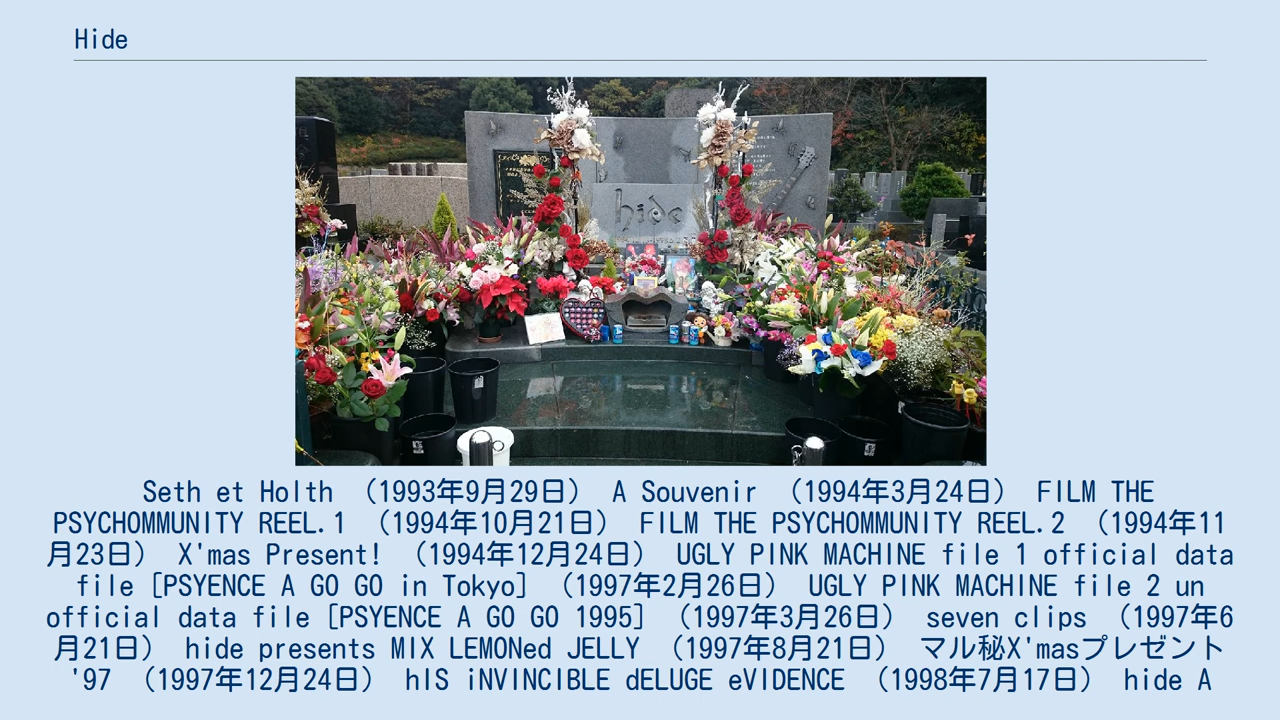 Hide
hide
Seth et Holth （1993年9月29日） A Souvenir （1994年3月24日） FILM THE
PSYCHOMMUNITY REEL.1 （1994年10月21日） FILM THE PSYCHOMMUNITY REEL.2 （1994年11
月23日） X'mas Present! （1994年12月24日） UGLY PINK MACHINE file 1 official data
file [PSYENCE A GO GO in Tokyo] （1997年2月26日） UGLY PINK MACHINE file 2 un
official data file [PSYENCE A GO GO 1995] （1997年3月26日） seven clips （1997年6
月21日） hide presents MIX LEMONed JELLY （1997年8月21日） マル秘X'masプレゼント
'97 （1997年12月24日） hIS iNVINCIBLE dELUGE eVIDENCE （1998年7月17日） hide A